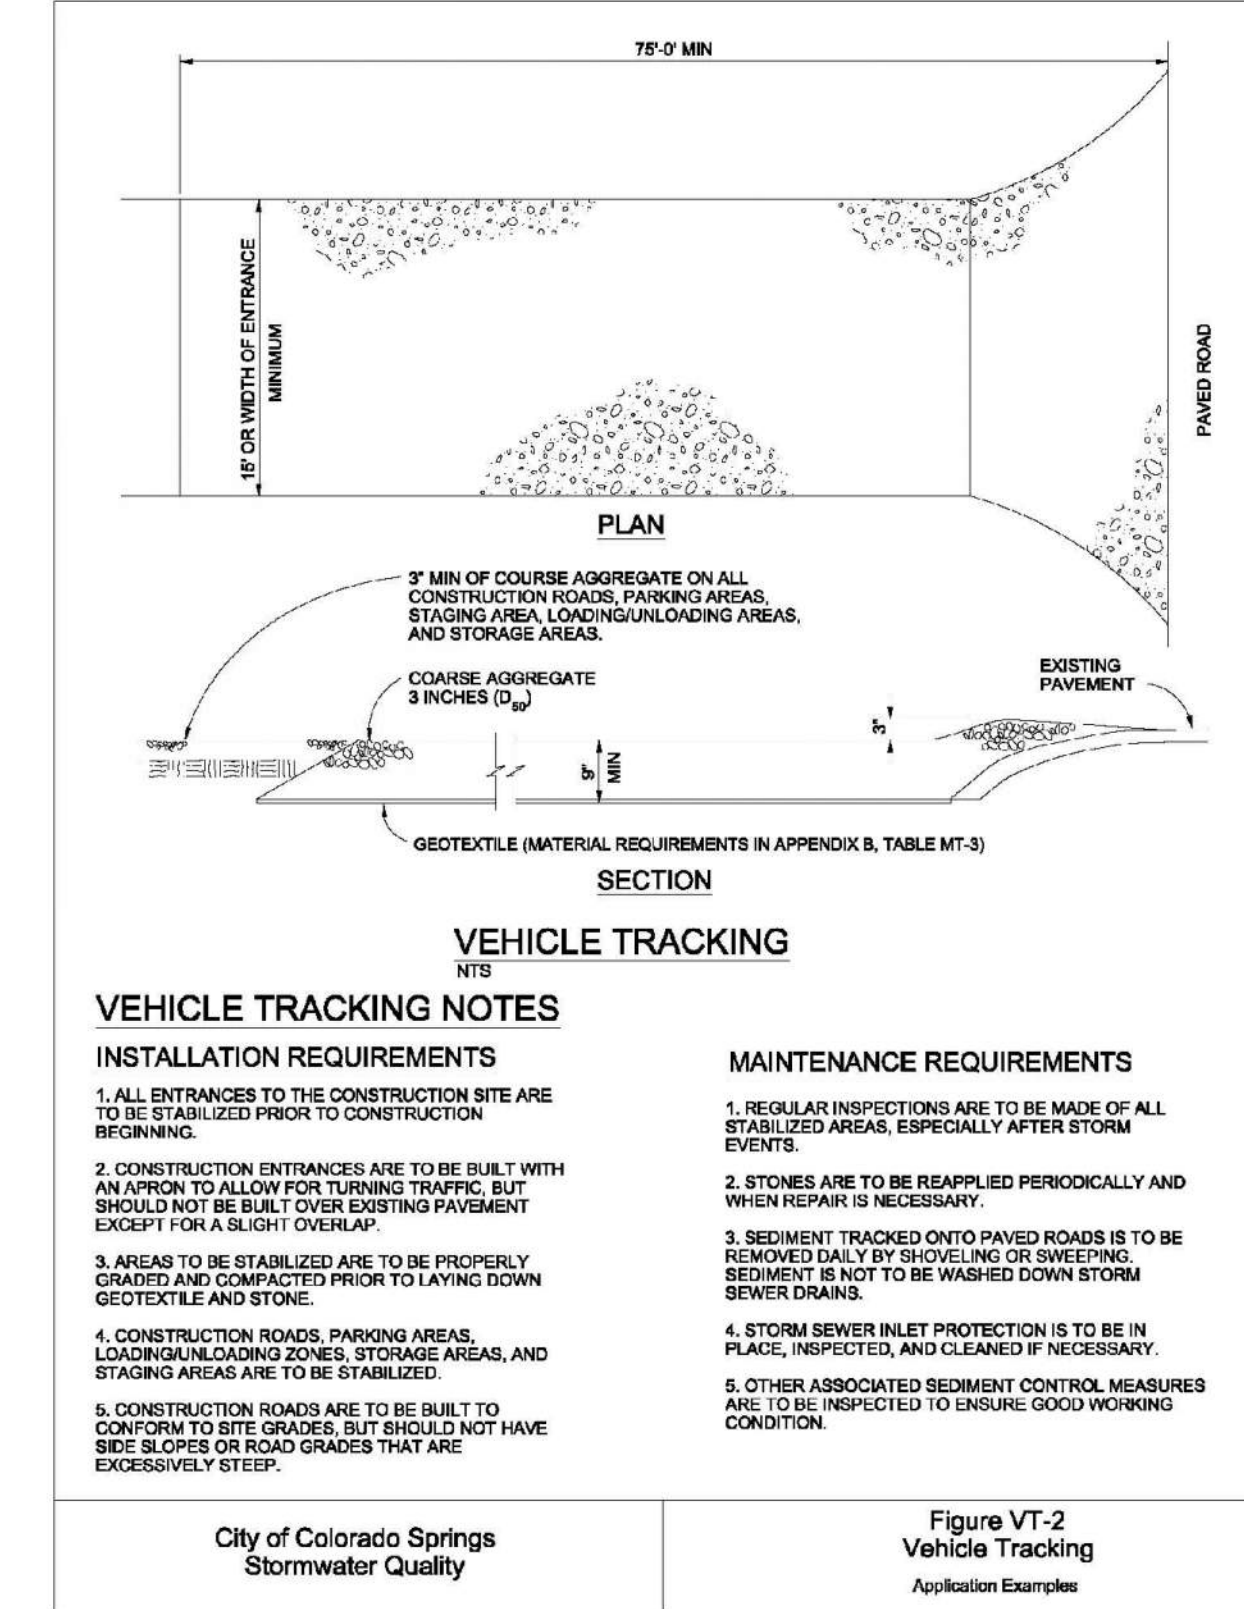 75'-0' MIN
15' OR WIDTH OF ENTRANCE
MINIMUM
PAVED ROAD
PLAN
3" MIN OF COURSE AGGREGATE ON ALL
CONSTRUCTION ROADS, PARKING AREAS,
STAGING AREA, LOADING/UNLOADING AREAS,
AND STORAGE AREAS.
COARSE AGGREGATE
3 INCHES (D50)
EXISTING
PAVEMENT
3"
9"
MIN
GEOTEXTILE (MATERIAL REQUIREMENTS IN APPENDIX B, TABLE MT-3)
SECTION
VEHICLE TRACKING
NTS
VEHICLE TRACKING NOTES
INSTALLATION REQUIREMENTS
1. ALL ENTRANCES TO THE CONSTRUCTION SITE ARE
TO BE STABILIZED PRIOR TO CONSTRUCTION
BEGINNING.
2. CONSTRUCTION ENTRANCES ARE TO BE BUILT WITH
AN APRON TO ALLOW FOR TURNING TRAFFIC, BUT
SHOULD NOT BE BUILT OVER EXISTING PAVEMENT
EXCEPT FOR A SLIGHT OVERLAP.
3. AREAS TO BE STABILIZED ARE TO BE PROPERLY
GRADED AND COMPACTED PRIOR TO LAYING DOWN
GEOTEXTILE AND STONE.
4. CONSTRUCTION ROADS, PARKING AREAS,
LOADING/UNLOADING ZONES, STORAGE AREAS, AND
STAGING AREAS ARE TO BE STABILIZED.
5. CONSTRUCTION ROADS ARE TO BE BUILT TO
CONFORM TO SITE GRADES, BUT SHOULD NOT HAVE
SIDE SLOPES OR ROAD GRADES THAT ARE
EXCESSIVELY STEEP.
MAINTENANCE REQUIREMENTS
1. REGULAR INSPECTIONS ARE TO BE MADE OF ALL
STABILIZED AREAS, ESPECIALLY AFTER STORM
EVENTS.
2. STONES ARE TO BE REAPPLIED PERIODICALLY AND
WHEN REPAIR IS NECESSARY.
3. SEDIMENT TRACKED ONTO PAVED ROADS IS TO BE
REMOVED DAILY BY SHOVELING OR SWEEPING.
SEDIMENT IS NOT TO BE WASHED DOWN STORM
SEWER DRAINS.
4. STORM SEWER INLET PROTECTION IS TO BE IN
PLACE, INSPECTED, AND CLEANED IF NECESSARY.
5. OTHER ASSOCIATED SEDIMENT CONTROL MEASURES
ARE TO BE INSPECTED TO ENSURE GOOD WORKING
CONDITION.
City of Colorado Springs
Stormwater Quality
Figure VT-2
Vehicle Tracking
Application Examples